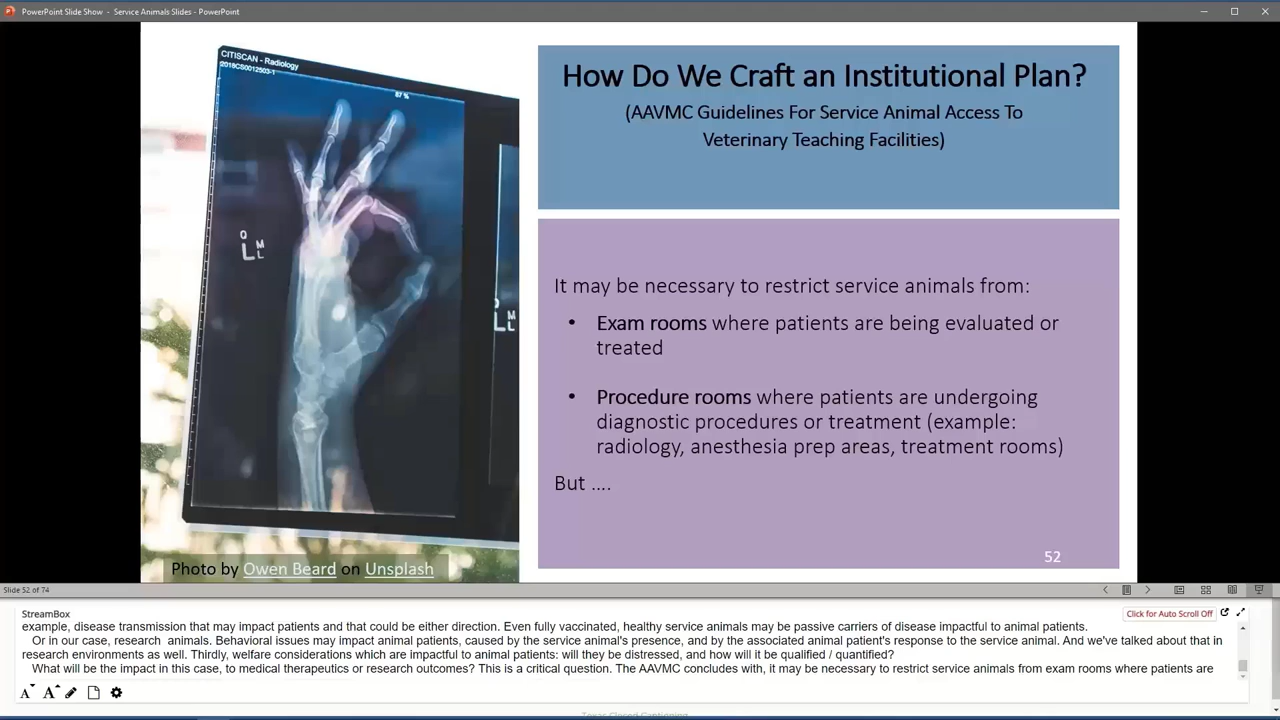 PowerPoint Slide Show - Service Animals Slides - PowerPoint
CITISCAN - Radiology
2018CS0012503-1
87 %
O
L M
L
L M
L
How Do We Craft an Institutional Plan?
(AAVMC Guidelines For Service Animal Access To
Veterinary Teaching Facilities)
It may be necessary to restrict service animals from:
• Exam rooms where patients are being evaluated or
treated
• Procedure rooms where patients are undergoing
diagnostic procedures or treatment (example:
radiology, anesthesia prep areas, treatment rooms)
But ....
52
Photo by Owen Beard on Unsplash
Slide 52 of 74
StreamBox
Click for Auto Scroll Off
example, disease transmission that may impact patients and that could be either direction. Even fully vaccinated, healthy service animals may be passive carriers of disease impactful to animal patients.
Or in our case, research animals. Behavioral issues may impact animal patients, caused by the service animal's presence, and by the associated animal patient's response to the service animal. And we've talked about that in
research environments as well. Thirdly, welfare considerations which are impactful to animal patients: will they be distressed, and how will it be qualified / quantified?
What will be the impact in this case, to medical therapeutics or research outcomes? This is a critical question. The AAVMC concludes with, it may be necessary to restrict service animals from exam rooms where patients are
A A
Texas Closed Captioning